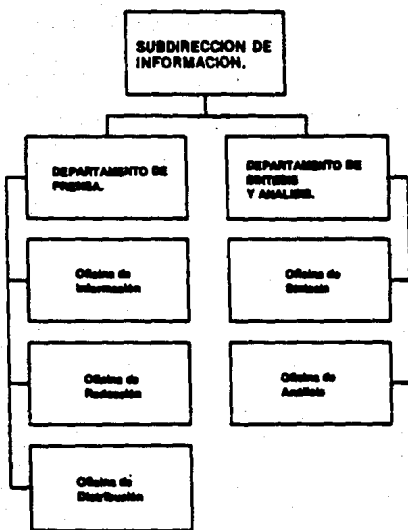 SUBDIRECCION DE
INFORMACION.
DEPARTAMENTO DE
PRENSA.
DEPARTAMENTO DE
SINTESIS
Y ANALISIS.
Oficina de
Información
Oficina de
Síntesis
Oficina de
Redacción
Oficina de
Análisis
Oficina de
Distribución